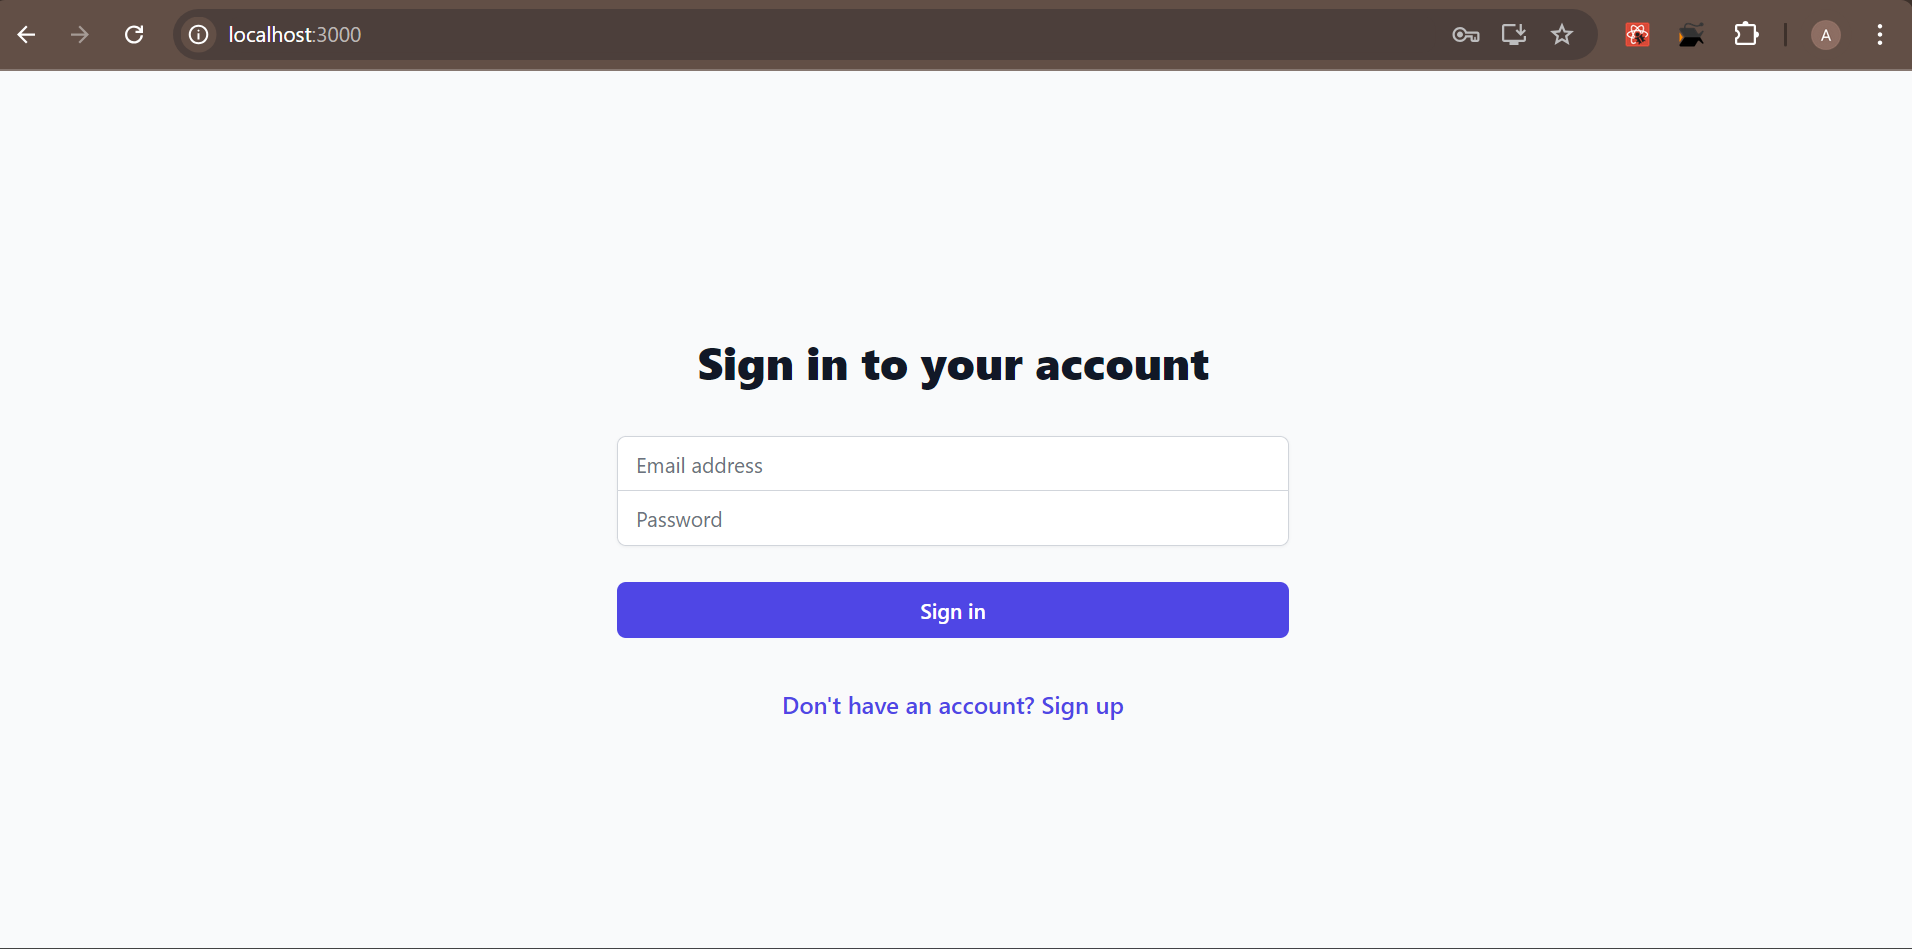 localhost:3000
A
Sign in to your account
Email address
Password
Sign in
Don't have an account? Sign up